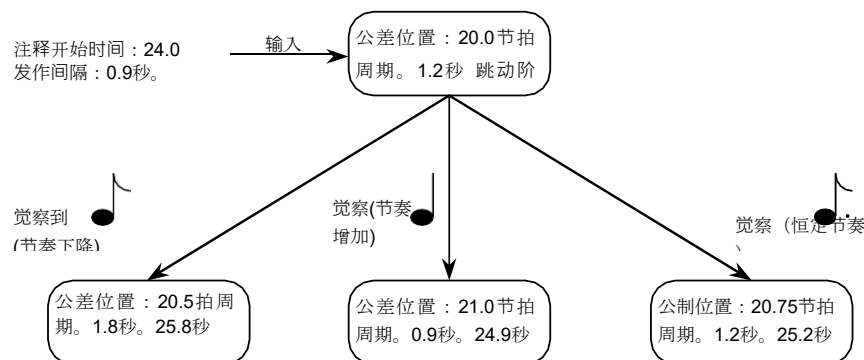 注释开始时间：24.0
发作间隔：0.9秒。
输入
公差位置：20.0节拍
周期。1.2秒 跳动阶
觉察到
(节奏下降)
觉察(节奏
增加)
觉察（恒定节奏
）
公差位置：20.5拍周
期。1.8秒。25.8秒
公差位置：21.0节拍
周期。0.9秒。24.9秒
公制位置：20.75节拍
周期。1.2秒。25.2秒